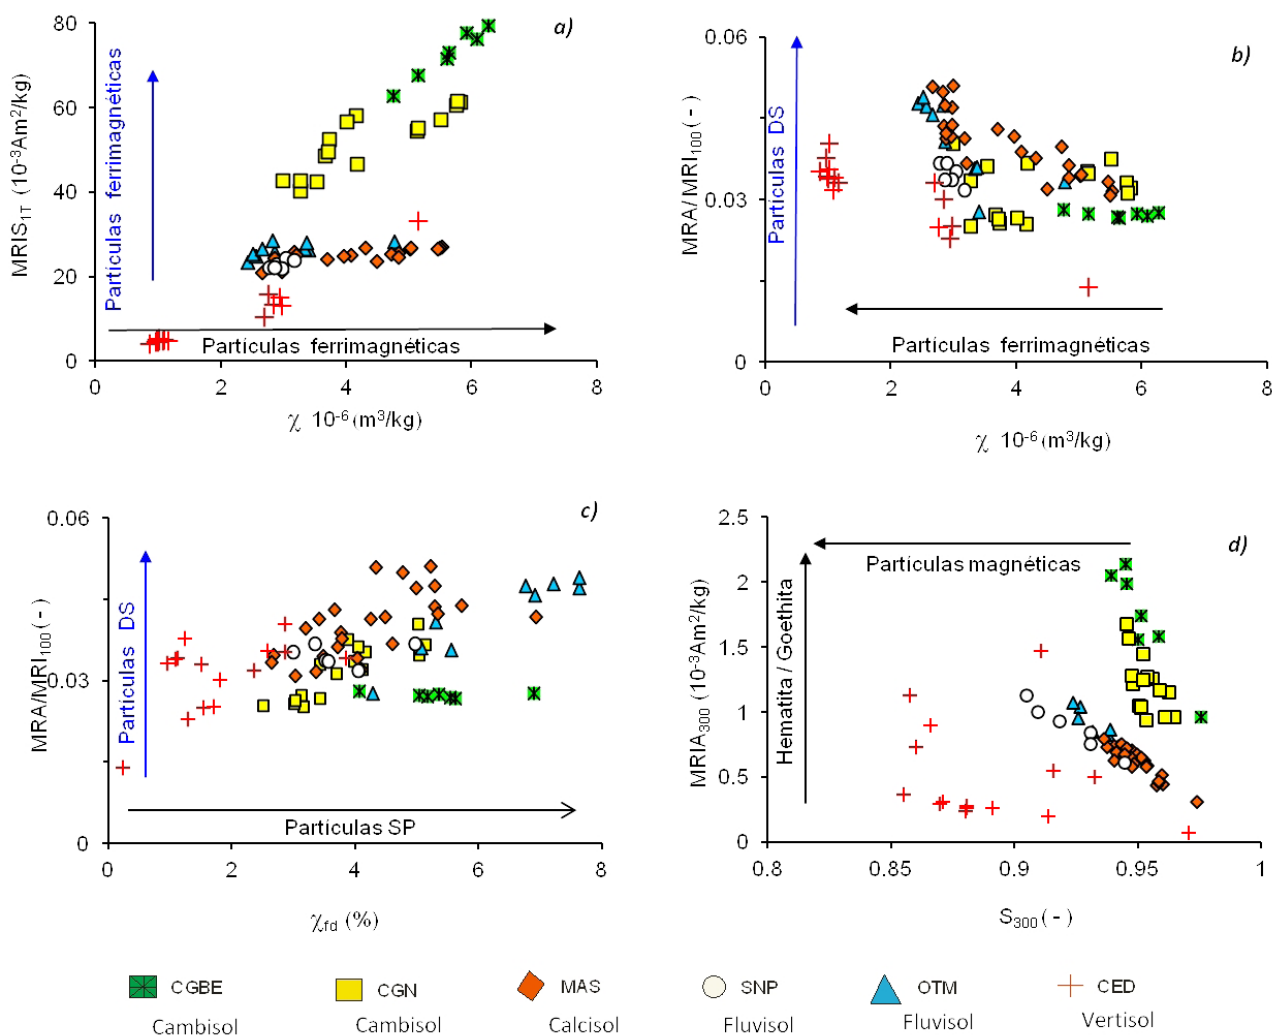 a)
80
60
40
20
0
MRIS1T (10-3Am2/kg)
Partículas ferrimagnéticas
Partículas ferrimagnéticas
0 2 4 6 8
χ 10-6 (m3/kg)
b)
0.06
0.03
0
MRA/MRI100 (-)
Partículas DS
Partículas ferrimagnéticas
0 2 4 6 8
χ 10-6 (m3/kg)
c)
0.06
0.03
0
MRA/MRI100 (-)
Partículas DS
Partículas SP
0 2 4 6 8
χfd (%)
d)
2.5
2
1.5
1
0.5
0
MRIA300 (10-3Am2/kg)
Hematita / Goethita
Partículas magnéticas
0.8 0.85 0.9 0.95 1
S300 (-)
CGBE CGN MAS SNP OTM CED
Cambisol Cambisol Calcisol Fluvisol Fluvisol Vertisol